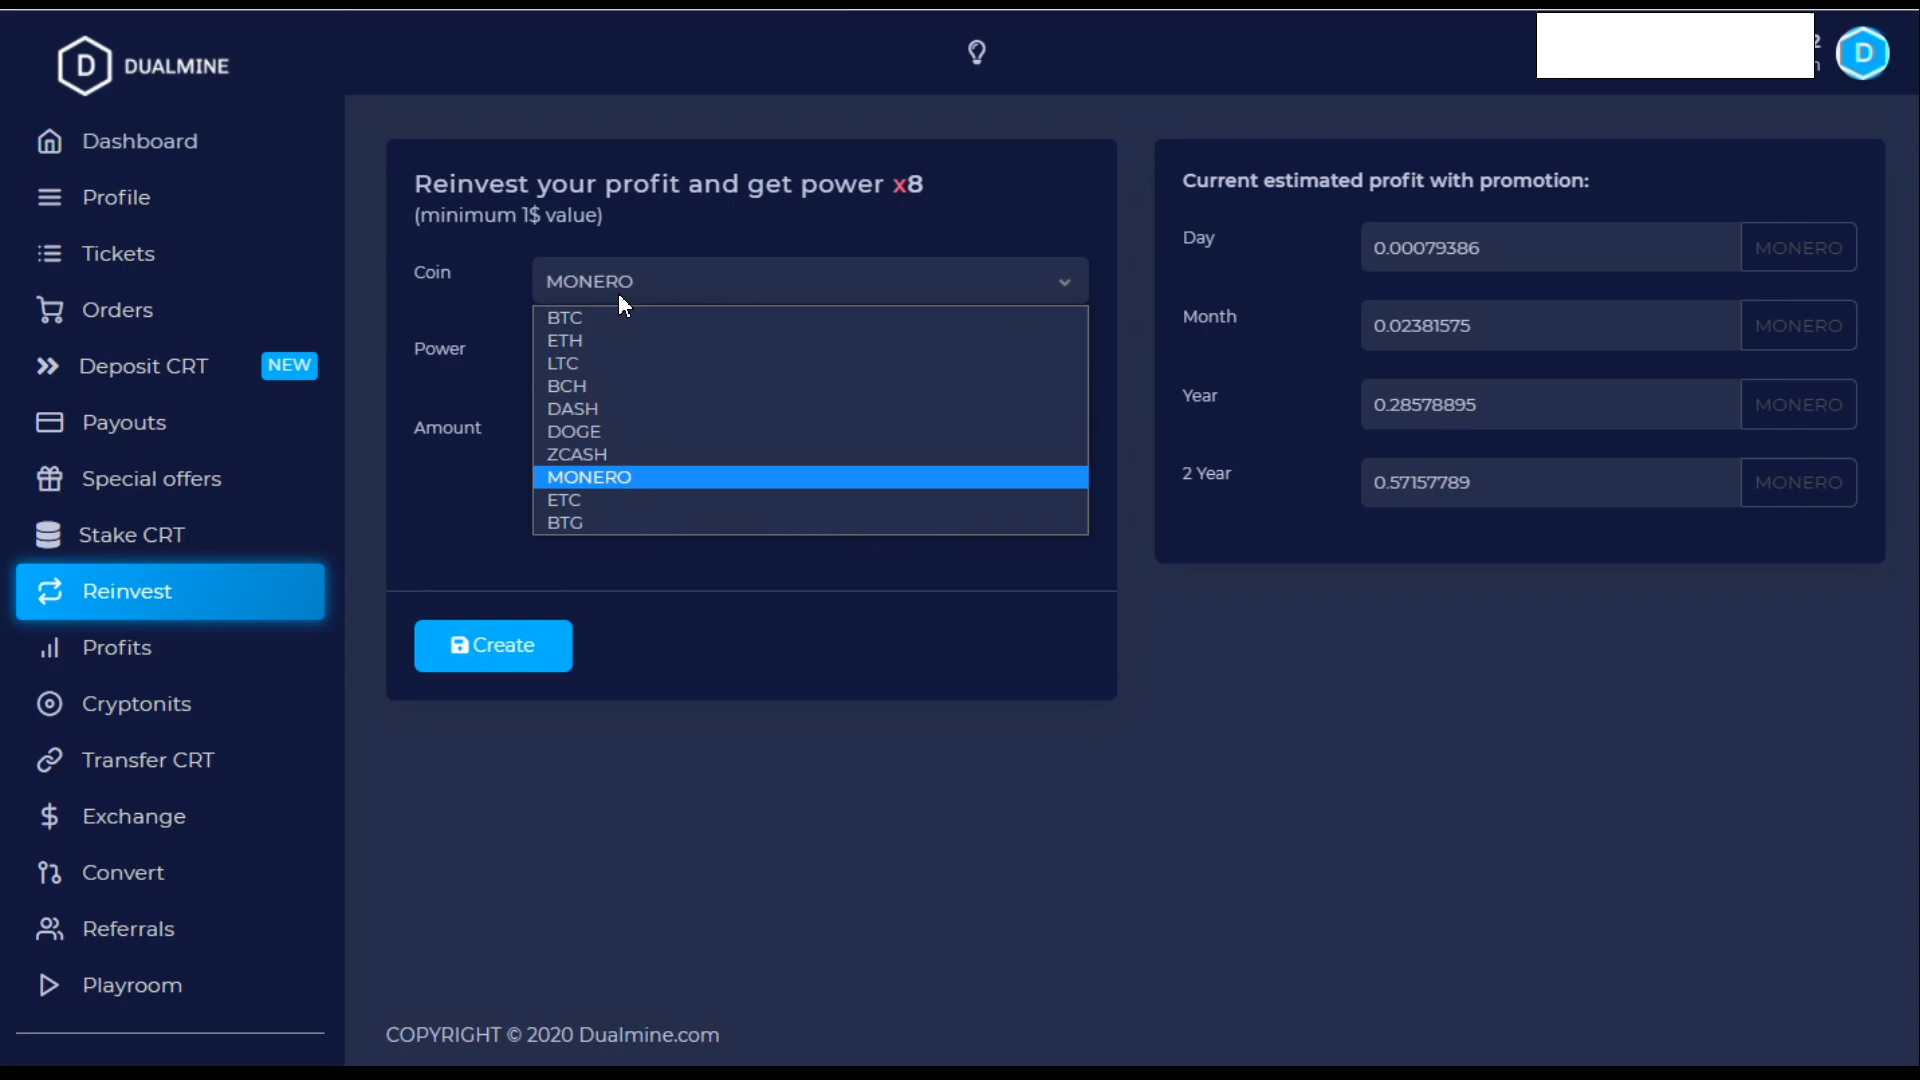 D DUALMINE
D
Dashboard
Profile
Tickets
Orders
Deposit CRT NEW
Payouts
Special offers
Stake CRT
Reinvest
Profits
Cryptonits
Transfer CRT
Exchange
Convert
Referrals
Playroom
Reinvest your profit and get power x8
(minimum 1$ value)
Coin MONERO
Power
Amount
BTC
ETH
LTC
BCH
DASH
DOGE
ZCASH
MONERO
ETC
BTG
Create
Current estimated profit with promotion:
Day 0.00079386 MONERO
Month 0.02381575 MONERO
Year 0.28578895 MONERO
2 Year 0.57157789 MONERO
COPYRIGHT © 2020 Dualmine.com